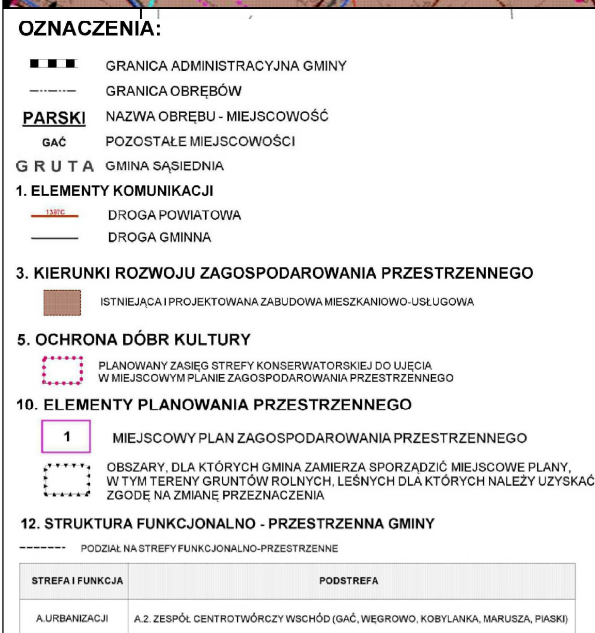 OZNACZENIA:
GRANICA ADMINISTRACYJNA GMINY
GRANICA OBRĘBÓW
PARSKI NAZWA OBRĘBU - MIEJSCOWOŚĆ
GAĆ POZOSTAŁE MIEJSCOWOŚCI
GRUTA GMINA SĄSIEDNIA
1. ELEMENTY KOMUNIKACJI
1397C DROGA POWIATOWA
DROGA GMINNA
3. KIERUNKI ROZWOJU ZAGOSPODAROWANIA PRZESTRZENNEGO
ISTNIEJĄCA I PROJEKTOWANA ZABUDOWA MIESZKANIOWO-USŁUGOWA
5. OCHRONA DÓBR KULTURY
PLANOWANY ZASIĘG STREFY KONSERWATORSKIEJ DO UJĘCIA
W MIEJSCOWYM PLANIE ZAGOSPODAROWANIA PRZESTRZENNEGO
10. ELEMENTY PLANOWANIA PRZESTRZENNEGO
1 MIEJSCOWY PLAN ZAGOSPODAROWANIA PRZESTRZENNEGO
OBSZARY, DLA KTÓRYCH GMINA ZAMIERZA SPORZĄDZIĆ MIEJSCOWE PLANY,
W TYM TERENY GRUNTÓW ROLNYCH, LEŚNYCH DLA KTÓRYCH NALEŻY UZYSKAĆ
ZGODĘ NA ZMIANĘ PRZEZNACZENIA
12. STRUKTURA FUNKCJONALNO - PRZESTRZENNA GMINY
PODZIAŁ NA STREFY FUNKCJONALNO-PRZESTRZENNE
STREFA I FUNKCJA PODSTREFA
A.URBANIZACJI A.2. ZESPÓŁ CENTROTWÓRCZY WSCHÓD (GAĆ, WĘGROWO, KOBYLANKA, MARUSZA, PIASKI)